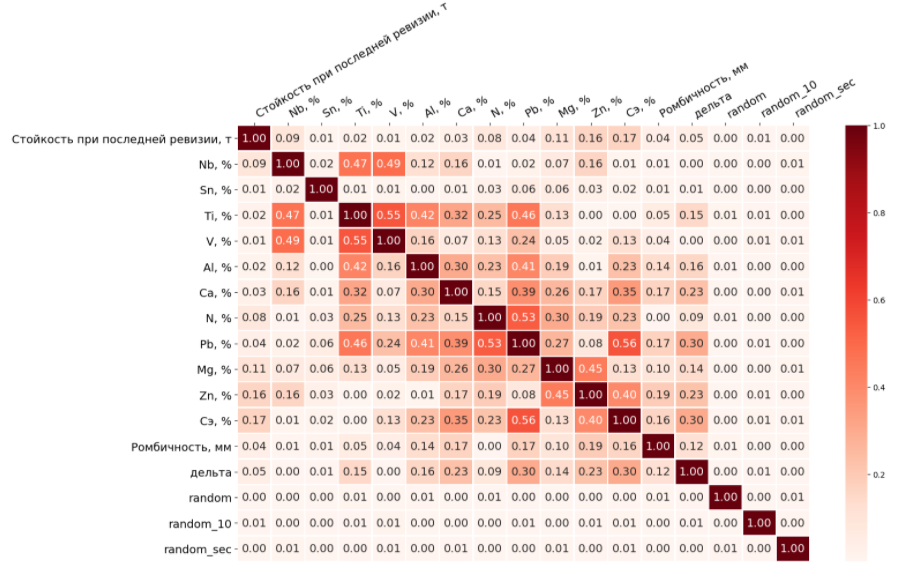 Стойкость при последней ревизии, т
Nb, %
Sn, %
Ti, %
V, %
Al, %
Ca, %
N, %
Pb, %
Mg, %
Zn, %
Сэ, %
Ромбичность, мм
дельта
random
random_10
random_sec
Стойкость при последней ревизии, т 1.00 0.09 0.01 0.02 0.01 0.02 0.03 0.08 0.04 0.11 0.16 0.17 0.04 0.05 0.00 0.01 0.00
Nb, % 0.09 1.00 0.02 0.47 0.49 0.12 0.16 0.01 0.02 0.07 0.16 0.01 0.01 0.00 0.00 0.00 0.01
Sn, % 0.01 0.02 1.00 0.01 0.01 0.00 0.01 0.03 0.06 0.06 0.03 0.02 0.01 0.01 0.00 0.00 0.00
Ti, % 0.02 0.47 0.01 1.00 0.55 0.42 0.32 0.25 0.46 0.13 0.00 0.00 0.05 0.15 0.01 0.01 0.00
V, % 0.01 0.49 0.01 0.55 1.00 0.16 0.07 0.13 0.24 0.05 0.02 0.13 0.04 0.00 0.00 0.01 0.01
Al, % 0.02 0.12 0.00 0.42 0.16 1.00 0.30 0.23 0.41 0.19 0.01 0.23 0.14 0.16 0.01 0.00 0.00
Ca, % 0.03 0.16 0.01 0.32 0.07 0.30 1.00 0.15 0.39 0.26 0.17 0.35 0.17 0.23 0.00 0.00 0.01
N, % 0.08 0.01 0.03 0.25 0.13 0.23 0.15 1.00 0.53 0.30 0.19 0.23 0.00 0.09 0.01 0.00 0.00
Pb, % 0.04 0.02 0.06 0.46 0.24 0.41 0.39 0.53 1.00 0.27 0.08 0.56 0.17 0.30 0.00 0.00 0.00
Mg, % 0.11 0.07 0.06 0.13 0.05 0.19 0.26 0.30 0.27 1.00 0.45 0.13 0.10 0.14 0.00 0.01 0.00
Zn, % 0.16 0.16 0.03 0.00 0.02 0.01 0.17 0.19 0.08 0.45 1.00 0.40 0.19 0.23 0.00 0.01 0.00
Сэ, % 0.17 0.01 0.02 0.00 0.13 0.23 0.35 0.23 0.56 0.13 0.40 1.00 0.16 0.30 0.00 0.01 0.01
Ромбичность, мм 0.04 0.01 0.01 0.05 0.04 0.14 0.17 0.00 0.17 0.10 0.19 0.16 1.00 0.12 0.01 0.00 0.00
дельта 0.05 0.00 0.01 0.15 0.00 0.16 0.23 0.09 0.30 0.14 0.23 0.30 0.12 1.00 0.00 0.01 0.00
random 0.00 0.00 0.00 0.01 0.00 0.01 0.00 0.01 0.00 0.00 0.00 0.00 0.01 0.00 1.00 0.00 0.01
random_10 0.01 0.00 0.00 0.01 0.01 0.00 0.00 0.00 0.00 0.01 0.01 0.01 0.00 0.01 0.00 1.00 0.00
random_sec 0.00 0.01 0.00 0.00 0.01 0.00 0.01 0.00 0.00 0.00 0.00 0.01 0.00 0.00 0.01 0.00 1.00
1.0
0.8
0.6
0.4
0.2